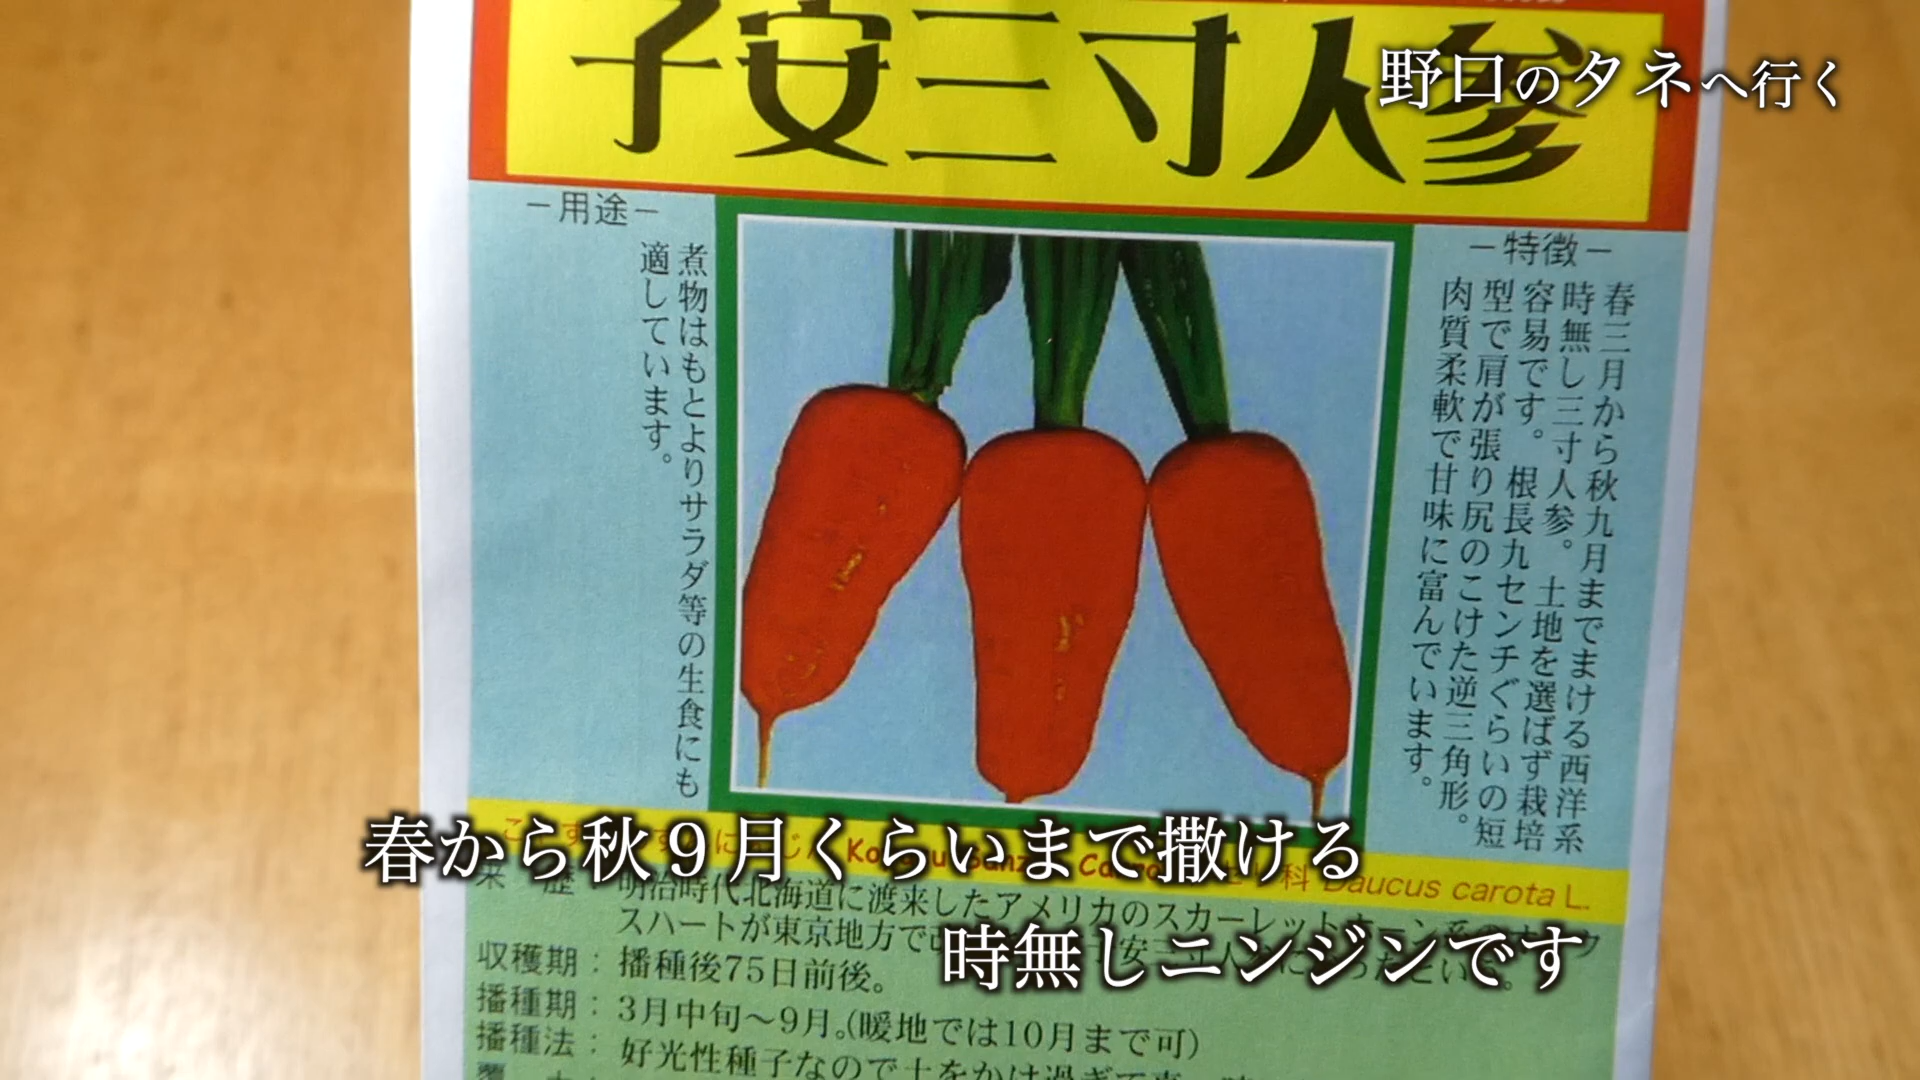 子安三寸人参
野口のタネへ行く
－用途－
煮物はもとよりサラダ等の生食にも
適しています。
－特徴－
春三月から秋九月までまける西洋系
時無し三寸人参。土地を選ばず栽培
容易です。根長九センチぐらいの短
型で肩が張り尻のこけた逆三角形。
肉質柔軟で甘味に富んでいます。
春から秋９月くらいまで撒ける
科 Daucus carota L.
来 歴 明治時代北海道に渡来したアメリカのスカーレット
スハートが東京地方で
時無しニンジンです
収穫期：播種後75日前後。
播種期：3月中旬～9月。(暖地では10月まで可)
播種法：好光性種子なので土をかけ過ぎて